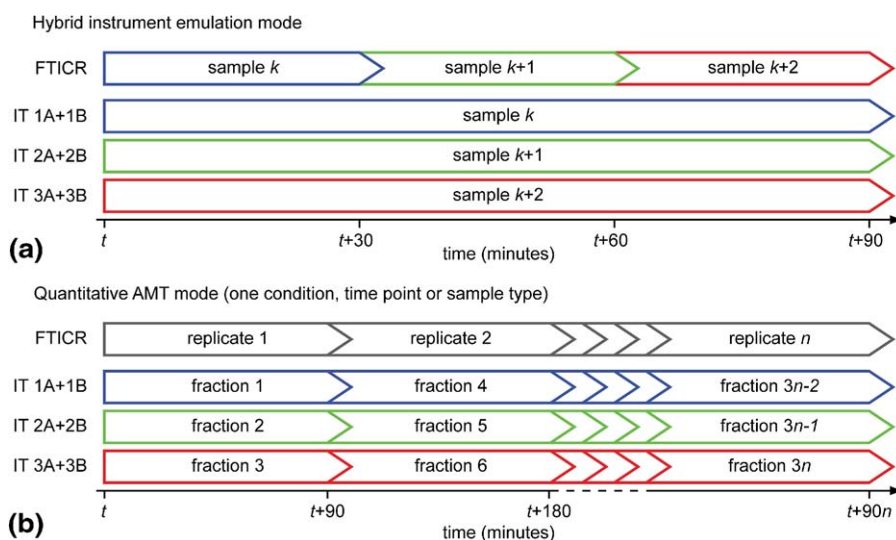 Hybrid instrument emulation mode
FTICR sample k sample k+1 sample k+2
IT 1A+1B sample k
IT 2A+2B sample k+1
IT 3A+3B sample k+2
t t+30 t+60 t+90
(a) time (minutes)
Quantitative AMT mode (one condition, time point or sample type)
FTICR replicate 1 replicate 2 replicate n
IT 1A+1B fraction 1 fraction 4 fraction 3n-2
IT 2A+2B fraction 2 fraction 5 fraction 3n-1
IT 3A+3B fraction 3 fraction 6 fraction 3n
t t+90 t+180 t+90n
(b) time (minutes)